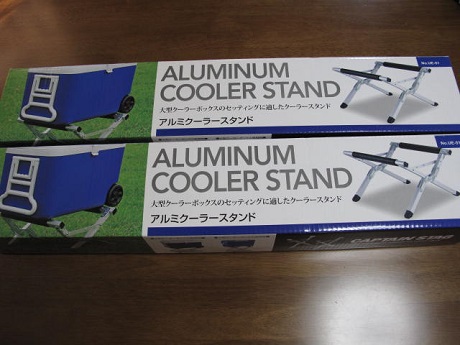 ALUMINUM
COOLER STAND
大型クーラーボックスのセッティングに適したクーラースタンド
アルミクーラースタンド
No.UE-61
ALUMINUM
COOLER STAND
大型クーラーボックスのセッティングに適したクーラースタンド
アルミクーラースタンド
CAPTAIN STAG